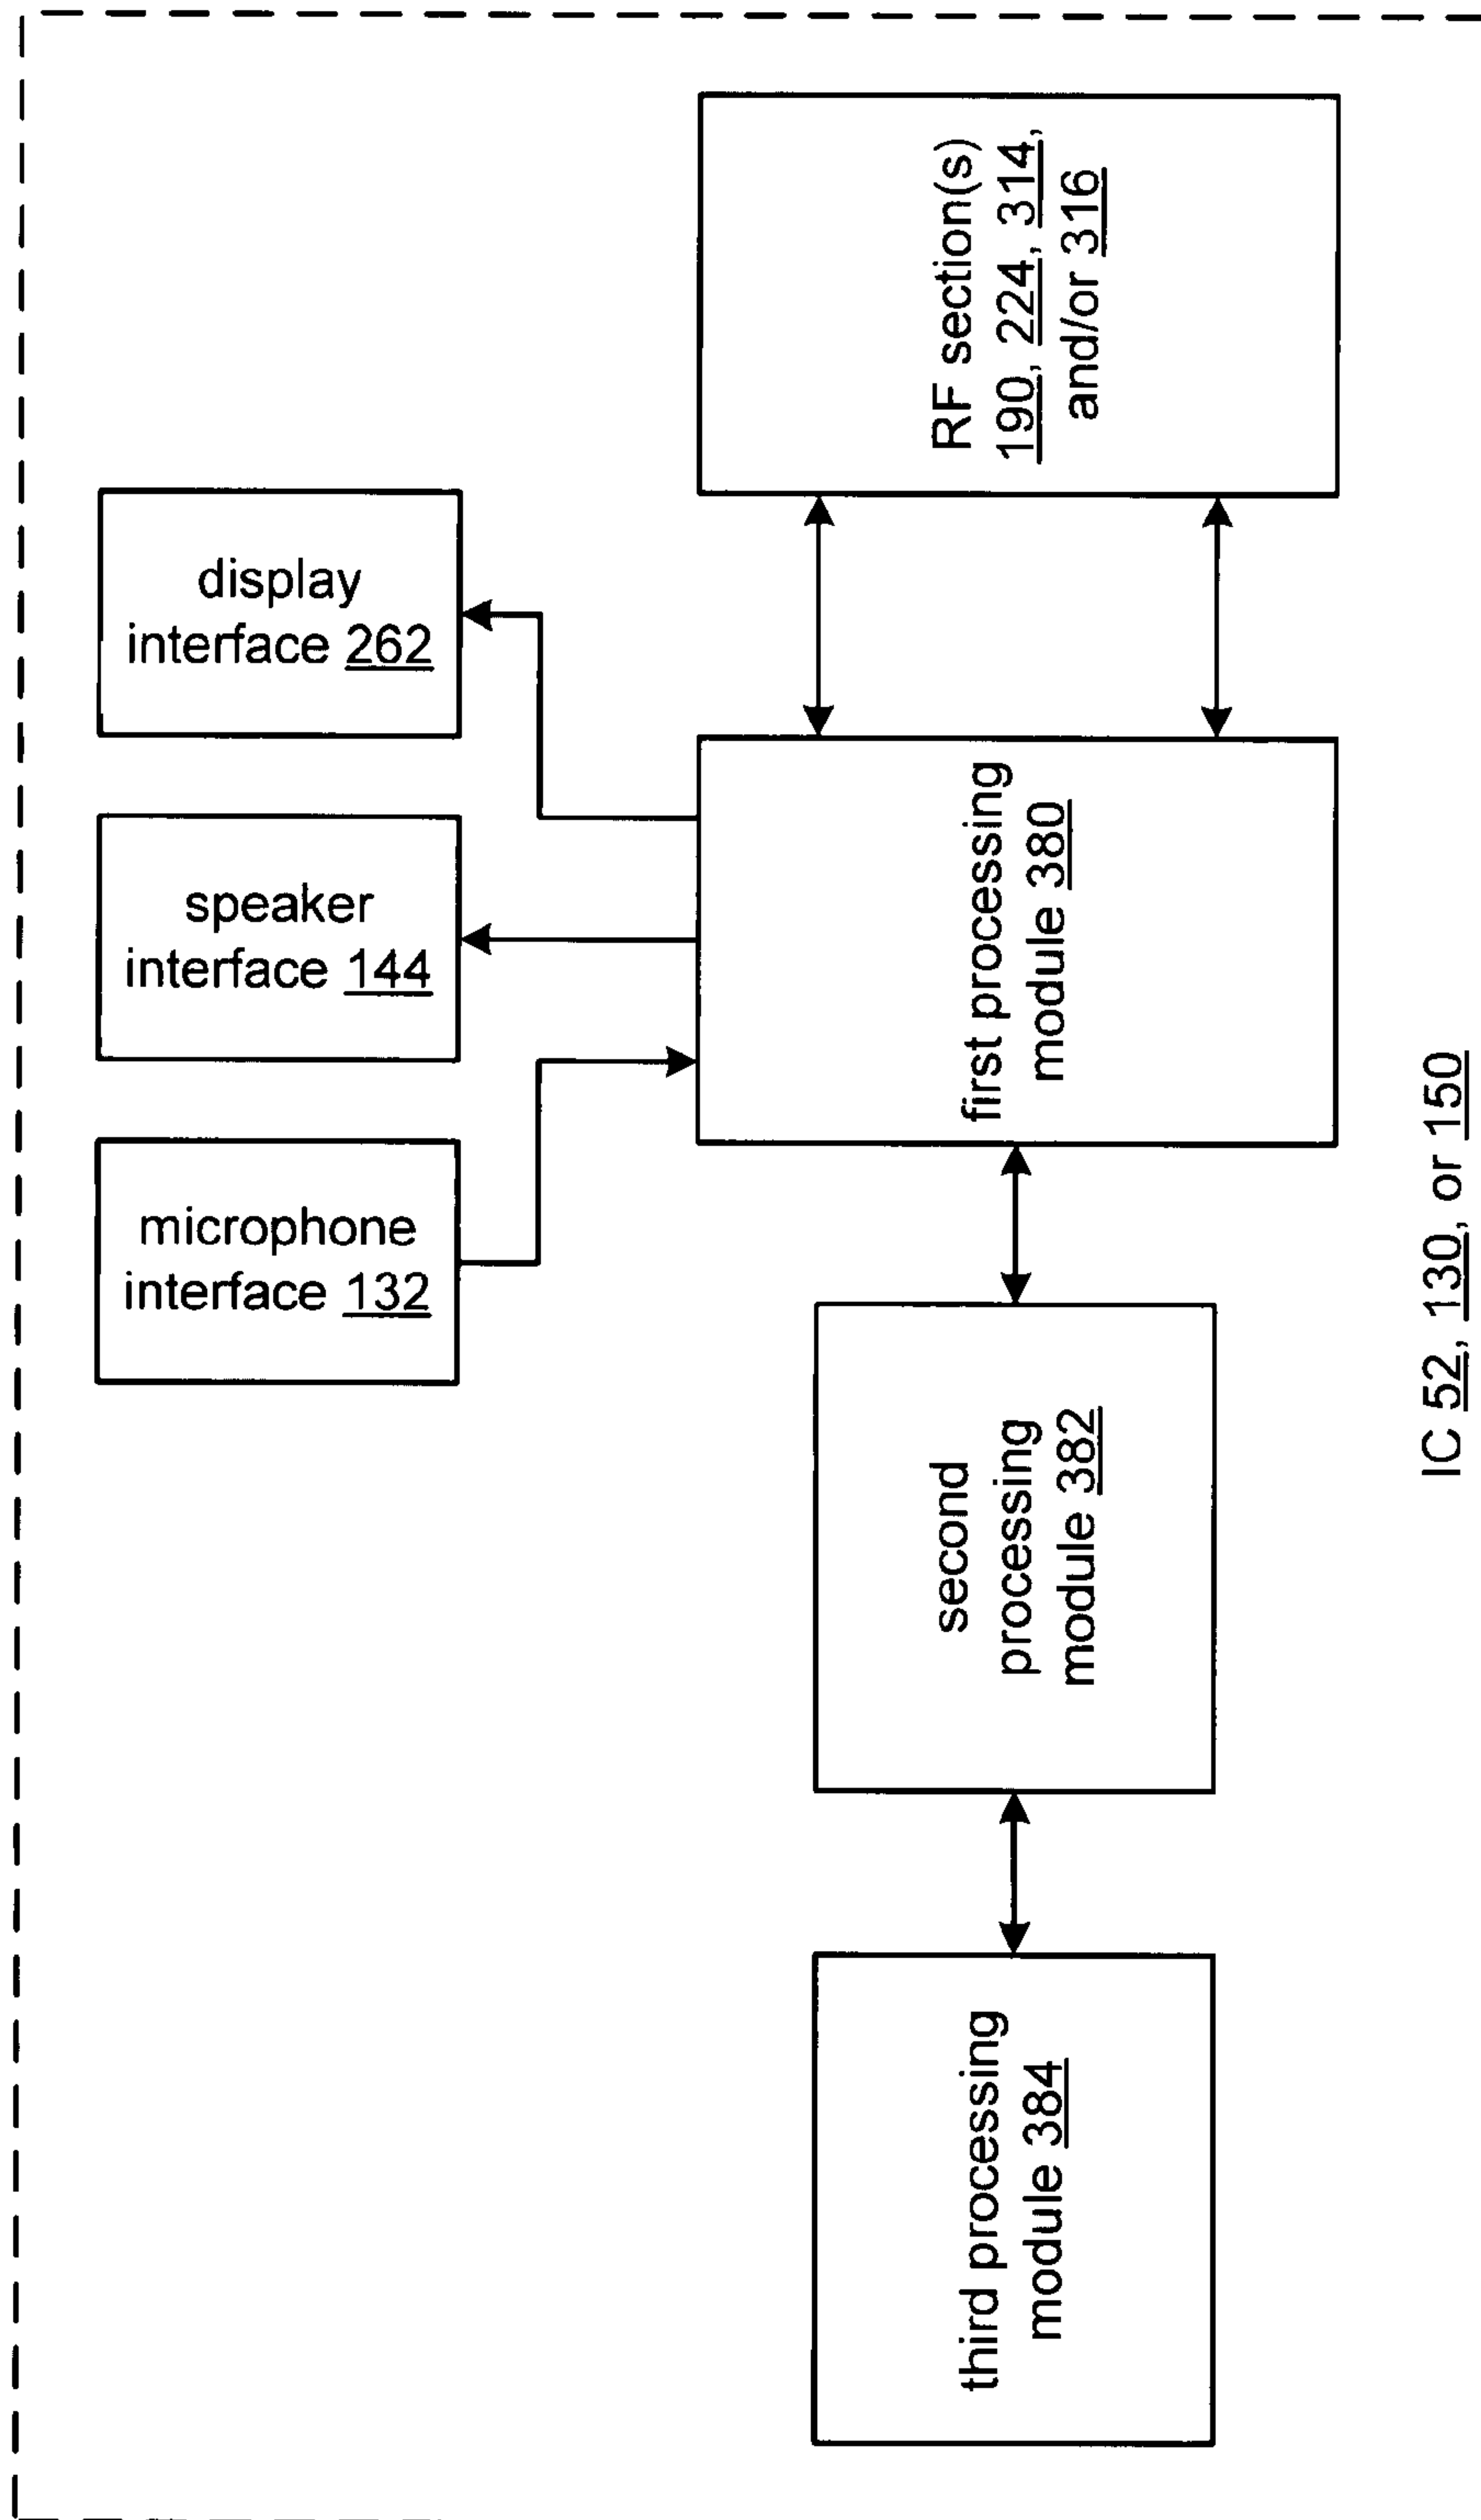 display
interface 262
speaker
interface 144
microphone
interface 132
RF section(s)
190, 224, 314,
and/or 316
first processing
module 380
second
processing
module 382
third processing
module 384
IC 52, 130, or 150